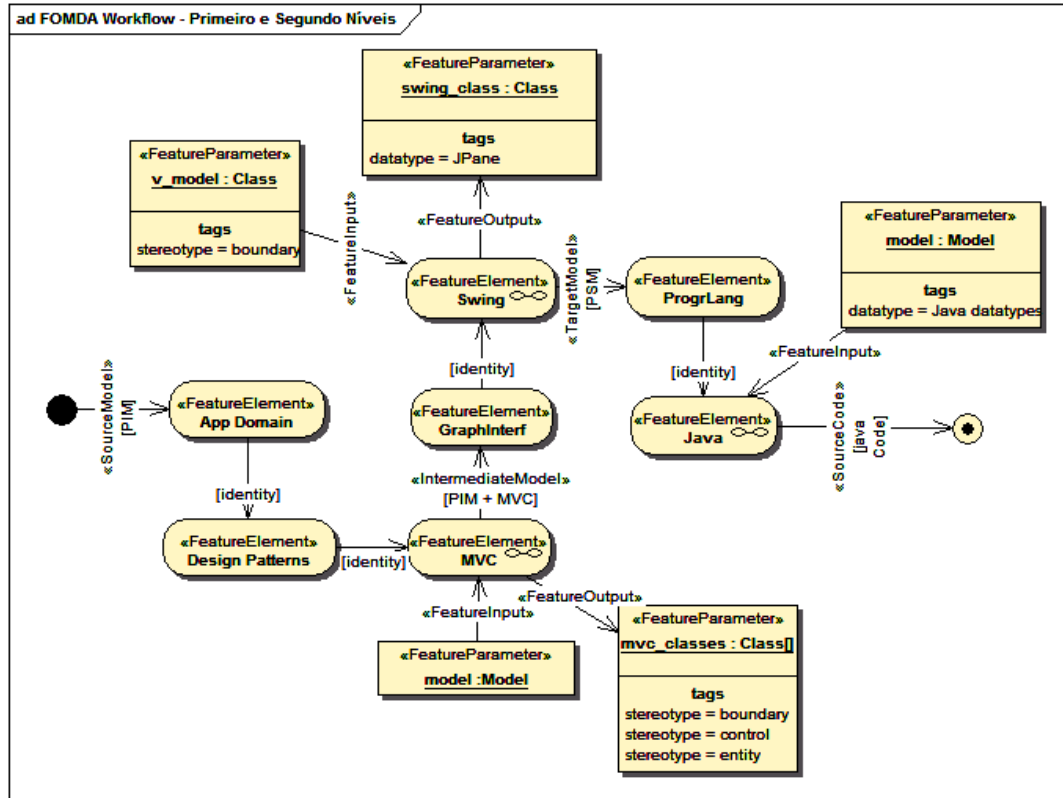 ad FOMDA Workflow - Primeiro e Segundo Níveis
«FeatureParameter»
swing_class : Class
tags
datatype = JPane
«FeatureParameter»
v_model : Class
tags
stereotype = boundary
«FeatureOutput»
«FeatureInput»
«FeatureParameter»
model : Model
tags
datatype = Java datatypes
«FeatureElement»
Swing
«TargetModel»
[PSM]
«FeatureElement»
ProgrLang
«FeatureInput»
[identity]
[identity]
«SourceModel»
[PIM]
«FeatureElement»
App Domain
«FeatureElement»
GraphInterf
«FeatureElement»
Java
«SourceCode»
[java
Code]
[identity]
«IntermediateModel»
[PIM + MVC]
«FeatureElement»
Design Patterns
[identity]
«FeatureElement»
MVC
«FeatureInput»
«FeatureOutput»
«FeatureParameter»
model :Model
«FeatureParameter»
mvc_classes : Class[]
tags
stereotype = boundary
stereotype = control
stereotype = entity